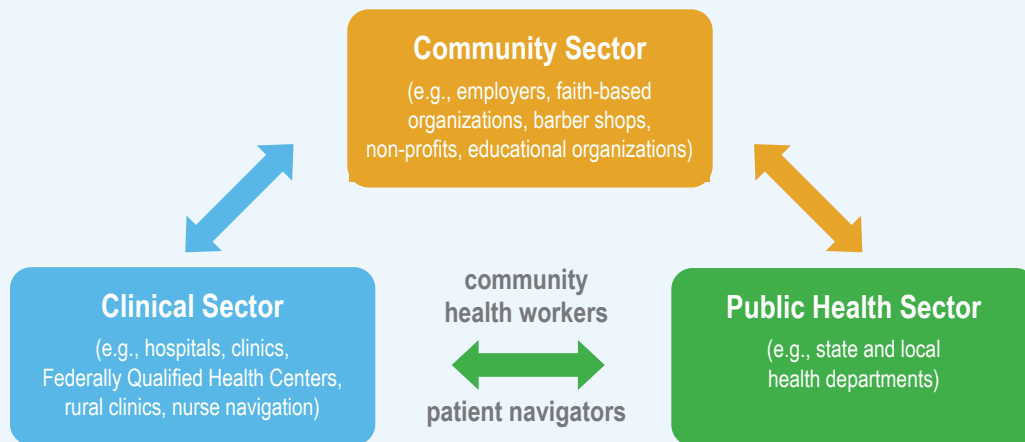 Community Sector
(e.g., employers, faith-based
organizations, barber shops,
non-profits, educational organizations)
Clinical Sector
(e.g., hospitals, clinics,
Federally Qualified Health Centers,
rural clinics, nurse navigation)
community
health workers
patient navigators
Public Health Sector
(e.g., state and local
health departments)